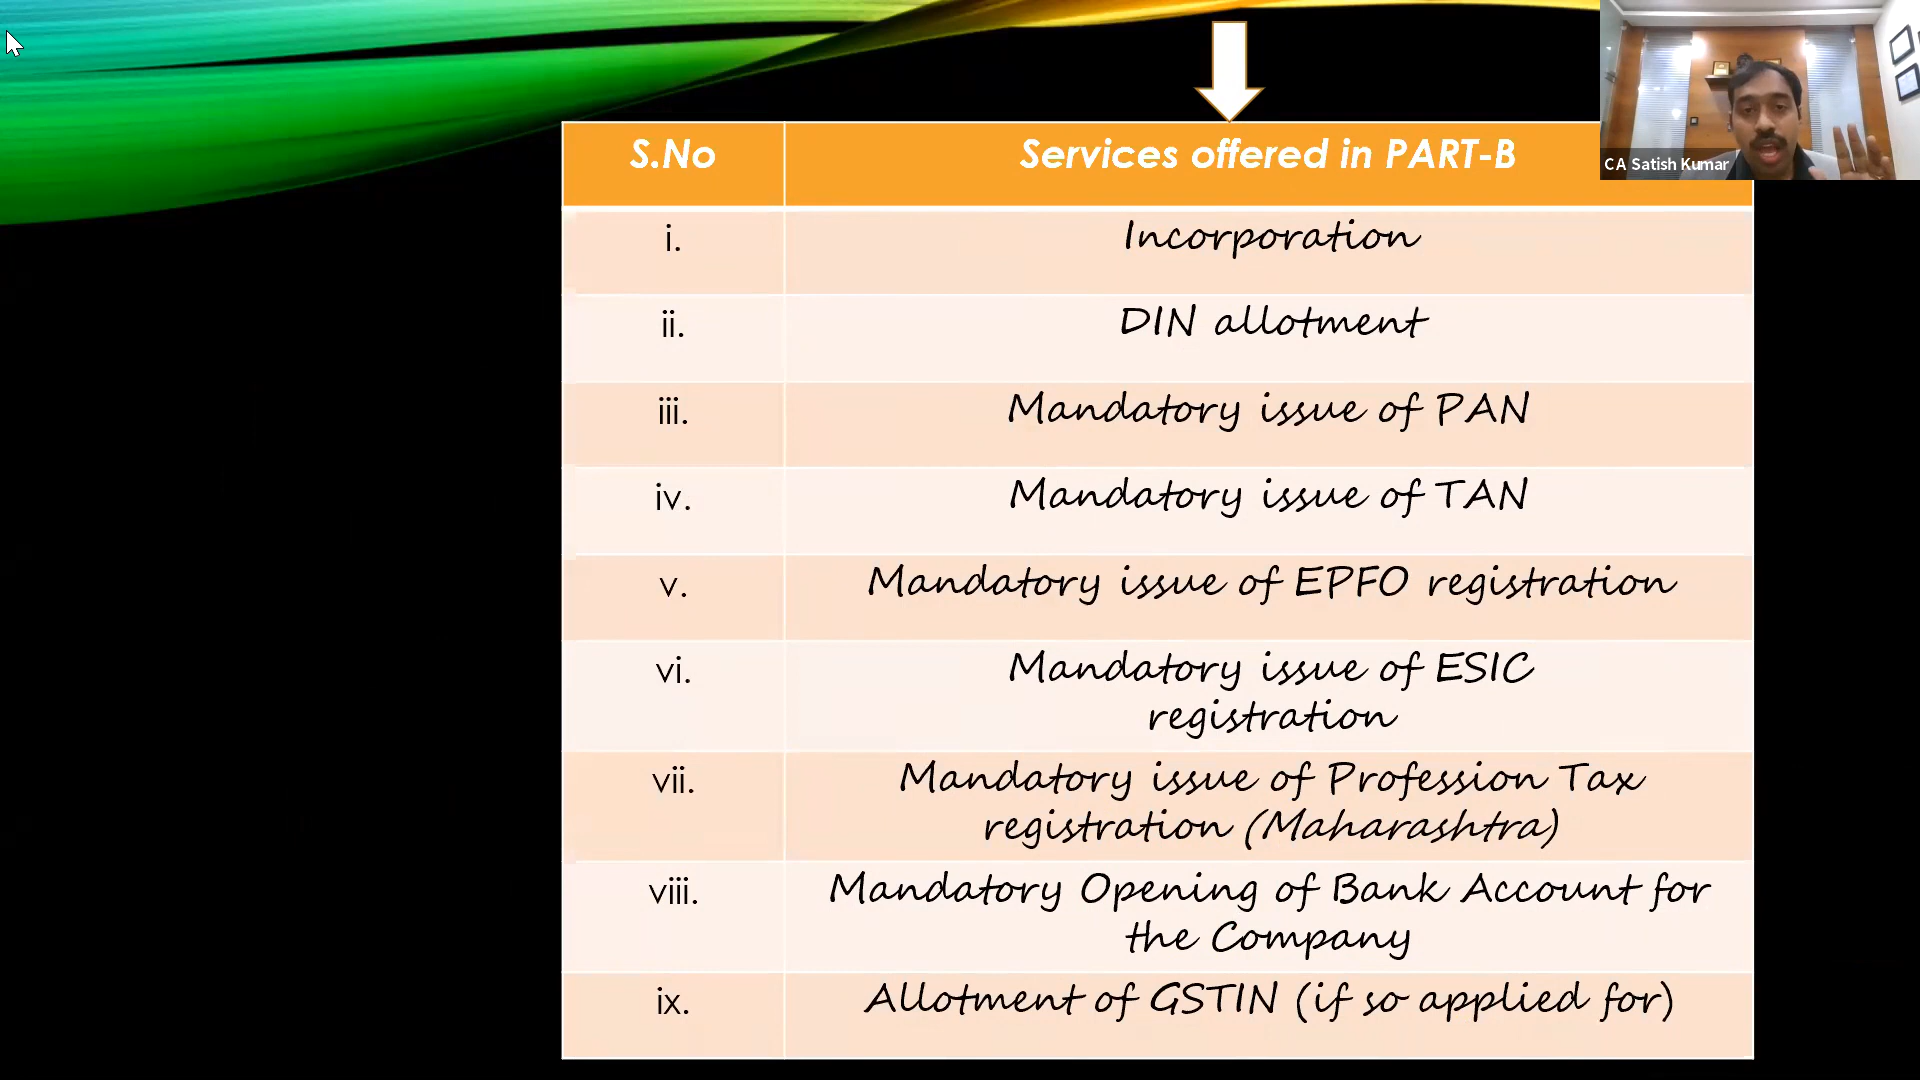 S.No Services offered in PART-B
CA Satish Kumar
i. Incorporation
ii. DIN allotment
iii. Mandatory issue of PAN
iv. Mandatory issue of TAN
v. Mandatory issue of EPFO registration
vi. Mandatory issue of ESIC
registration
vii. Mandatory issue of Profession Tax
registration (Maharashtra)
viii. Mandatory Opening of Bank Account for
the Company
ix. Allotment of GSTIN (if so applied for)